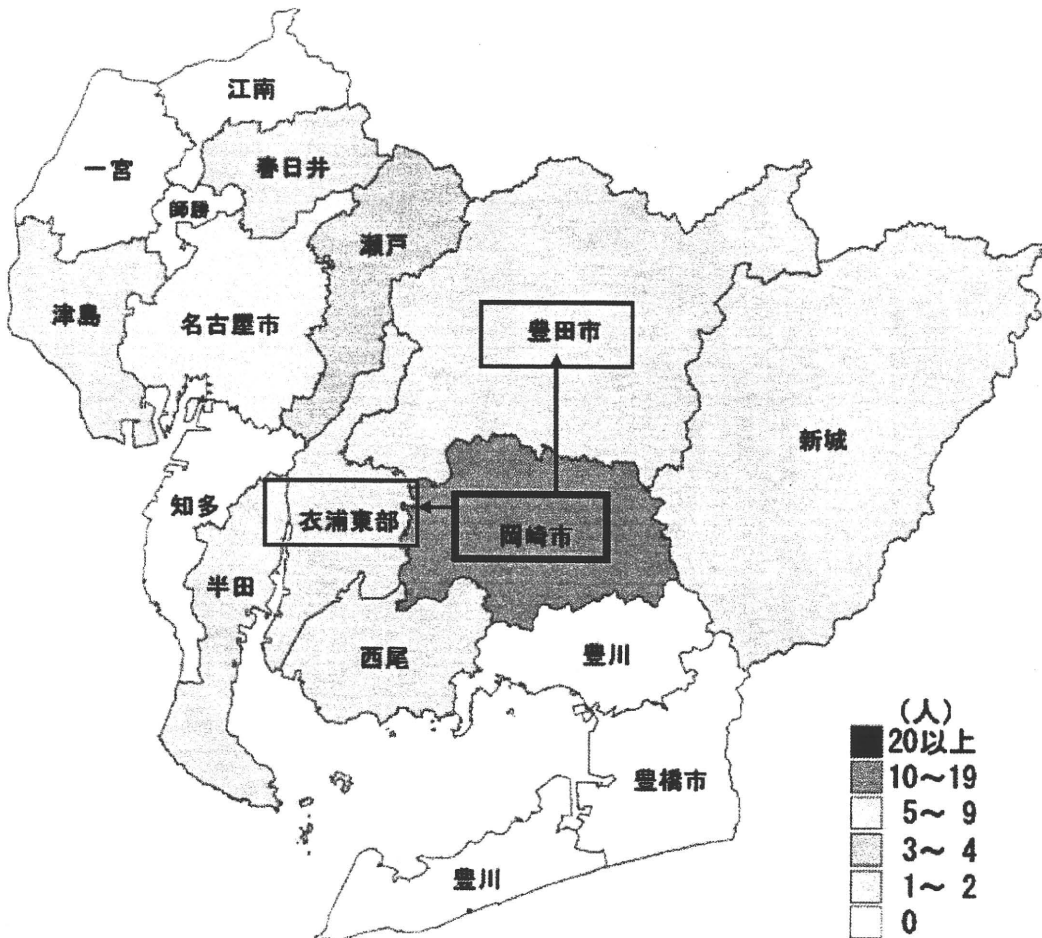 江南
一宮
春日井
師勝
瀬戸
津島
名古屋市
豊田市
新城
知多
衣浦東部
岡崎市
半田
西尾
豊川
豊橋市
豊川
(人)
20以上
10～19
5～ 9
3～ 4
1～ 2
0